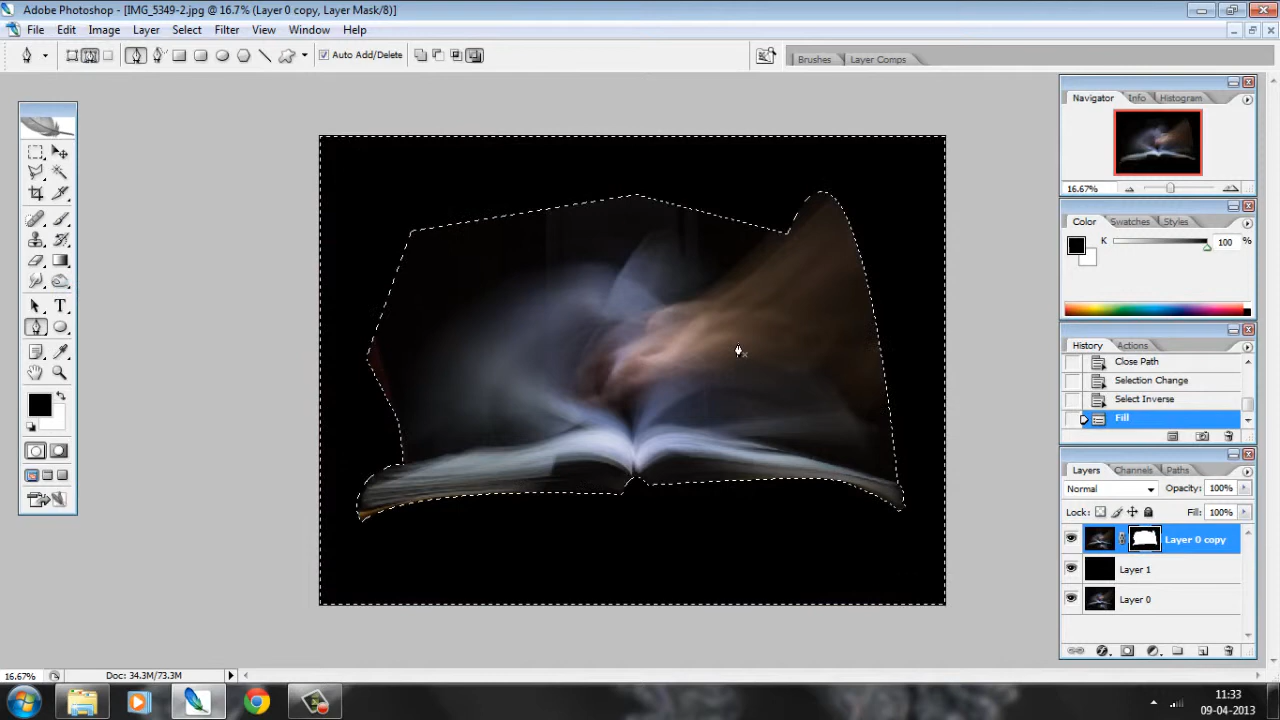 Adobe Photoshop - [IMG_5349-2.jpg @ 16.7% (Layer 0 copy, Layer Mask/8)]
File Edit Image Layer Select Filter View Window Help
Auto Add/Delete
Brushes Layer Comps
Navigator Info Histogram
16.67%
Color Swatches Styles
K 100 %
History Actions
Close Path
Selection Change
Select Inverse
Fill
Layers Channels Paths
Normal Opacity: 100%
Lock: Fill: 100%
Layer 0 copy
Layer 1
Layer 0
16.67% Doc: 34.3M/73.3M
11:33
09-04-2013